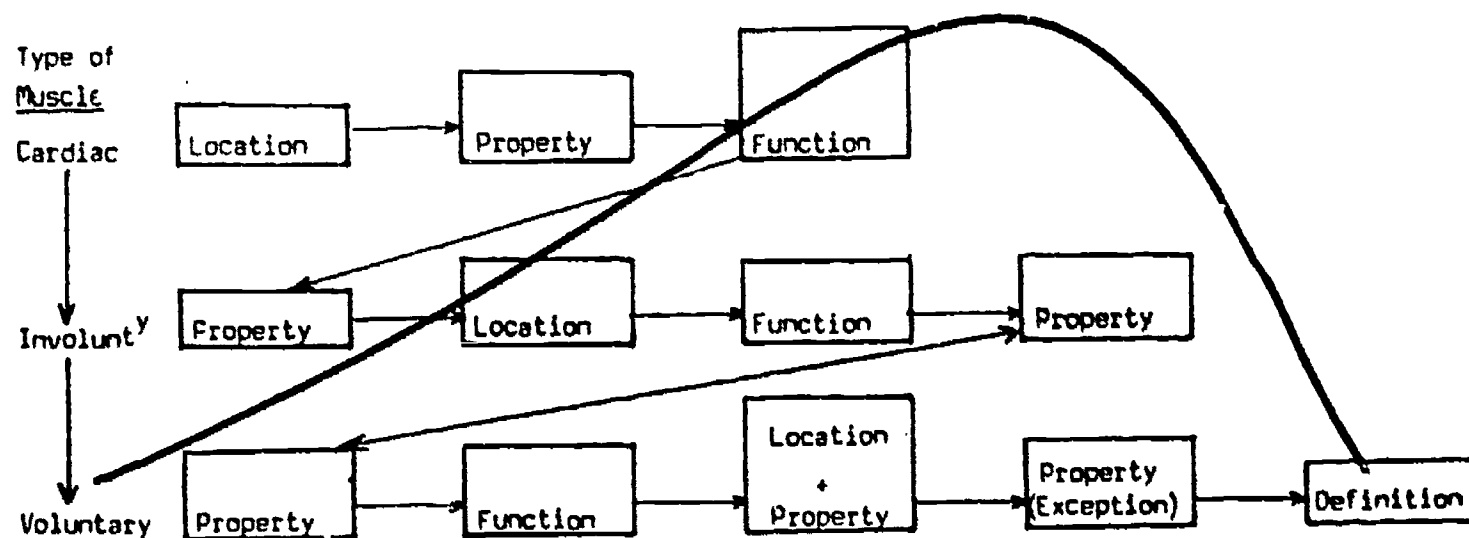 Type of
Muscle
Cardiac
Location
Property
Function
Involuntʸ
Property
Location
Function
Property
Voluntary
Property
Function
Location
+
Property
Property
(Exception)
Definition